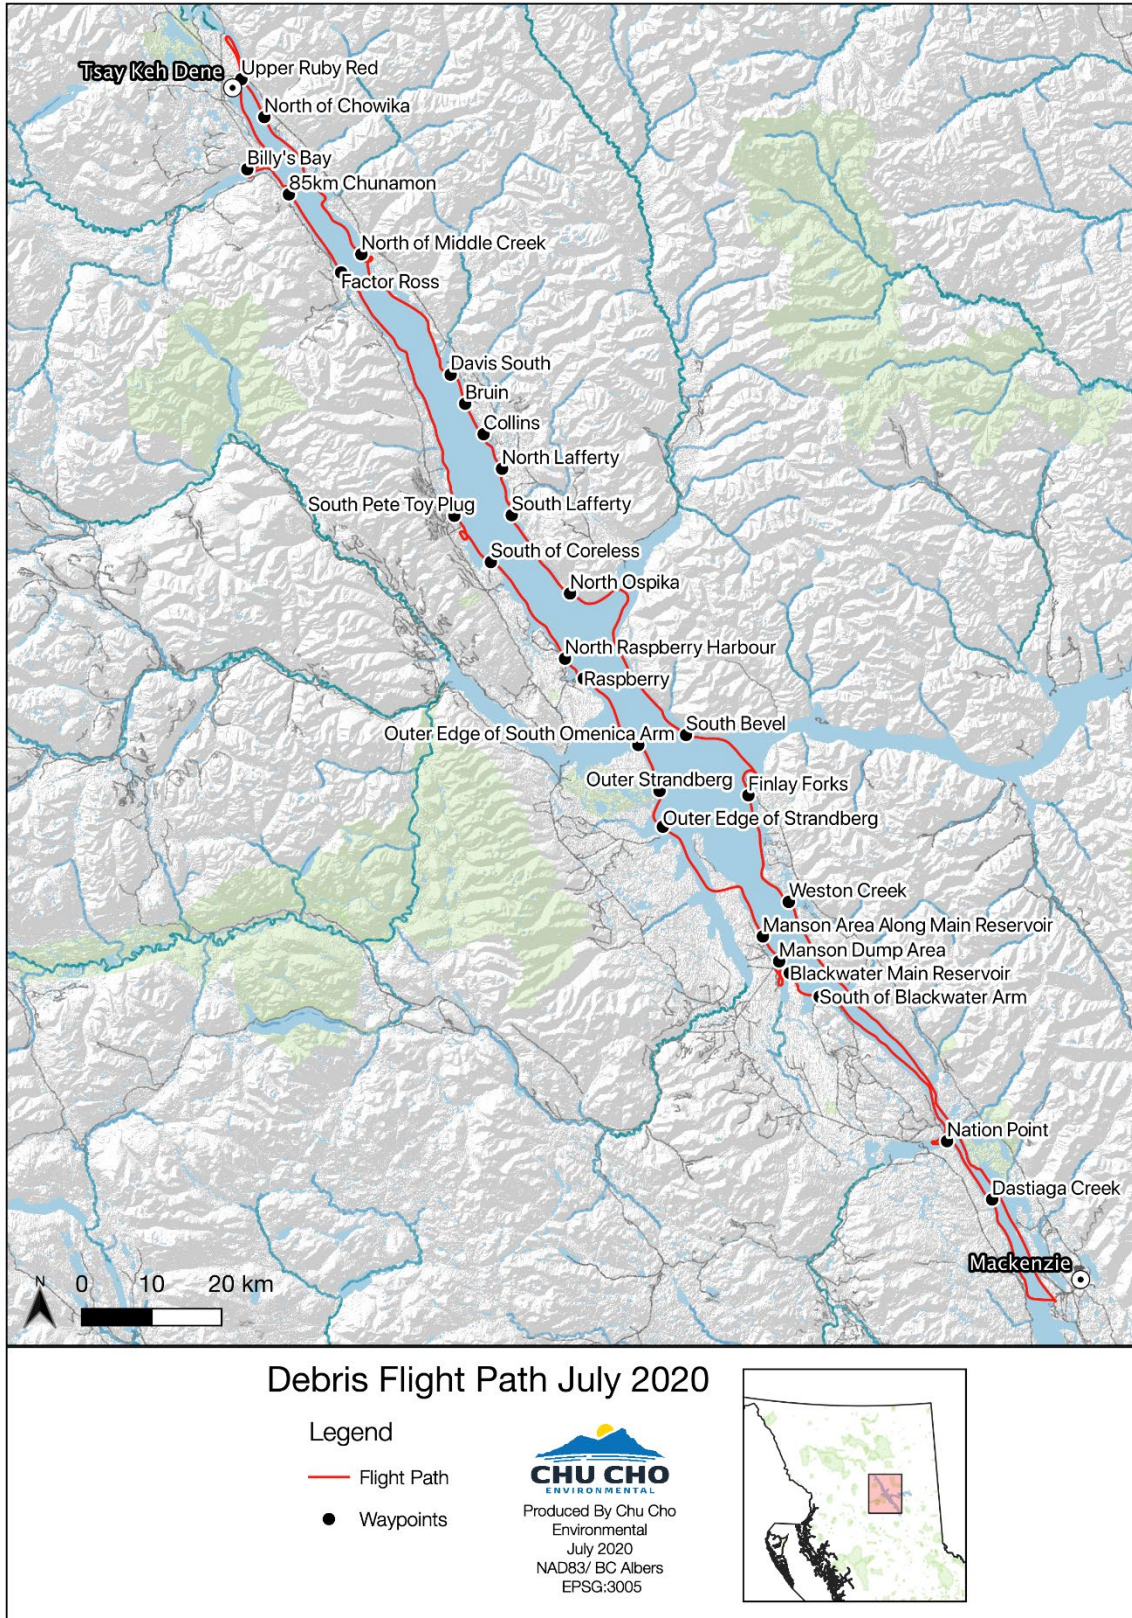 Tsay Keh Dene
Upper Ruby Red
North of Chowika
Billy's Bay
85km Chunamon
North of Middle Creek
Factor Ross
Davis South
Bruin
Collins
North Lafferty
South Pete Toy Plug
South Lafferty
South of Coreless
North Ospika
North Raspberry Harbour
Raspberry
South Bevel
Outer Edge of South Omenica Arm
Outer Strandberg
Finlay Forks
Outer Edge of Strandberg
Weston Creek
Manson Area Along Main Reservoir
Manson Dump Area
Blackwater Main Reservoir
South of Blackwater Arm
Nation Point
Dastiaga Creek
Mackenzie
N
0 10 20 km
Debris Flight Path July 2020
Legend
Flight Path
Waypoints
CHU CHO
ENVIRONMENTAL
Produced By Chu Cho
Environmental
July 2020
NAD83/ BC Albers
EPSG:3005